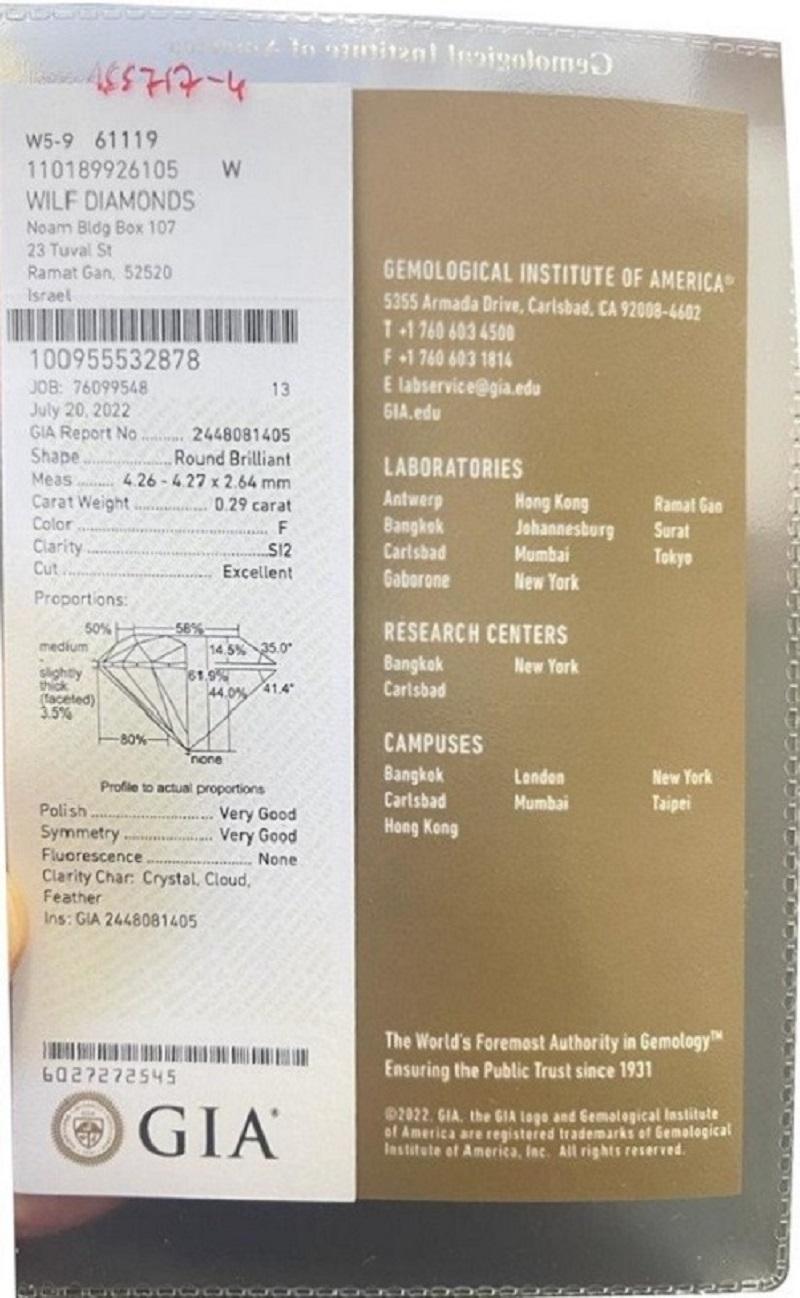 Gemological Institute of America
155717-4
W5-9 61119
110189926105 W
WILF DIAMONDS
Noam Bldg Box 107
23 Tuval St
Ramat Gan, 52520
Israel
100955532878
JOB: 76099548 13
July 20, 2022
GIA Report No .......... 2448081405
Shape .................... Round Brilliant
Meas ........ 4.26 - 4.27 x 2.64 mm
Carat Weight ................ 0.29 carat
Color ..................................... F
Clarity .................................. SI2
Cut ............................. Excellent
Proportions:
50% 56%
medium
-
slightly
thick
(faceted)
3.5%
14.5% 35.0°
61.9%
44.0% 41.4°
80%
none
Profile to actual proportions
Polish .......................... Very Good
Symmetry .................... Very Good
Fluorescence ...................... None
Clarity Char: Crystal, Cloud,
Feather
Ins: GIA 2448081405
6027272545
GIA®
GEMOLOGICAL INSTITUTE OF AMERICA®
5355 Armada Drive, Carlsbad, CA 92008-4602
T +1 760 603 4500
F +1 760 603 1814
E labservice@gia.edu
GIA.edu
LABORATORIES
Antwerp Hong Kong Ramat Gan
Bangkok Johannesburg Surat
Carlsbad Mumbai Tokyo
Gaborone New York
RESEARCH CENTERS
Bangkok New York
Carlsbad
CAMPUSES
Bangkok London New York
Carlsbad Mumbai Taipei
Hong Kong
The World's Foremost Authority in Gemology™
Ensuring the Public Trust since 1931
©2022. GIA, the GIA logo and Gemological Institute
of America are registered trademarks of Gemological
Institute of America, Inc. All rights reserved.